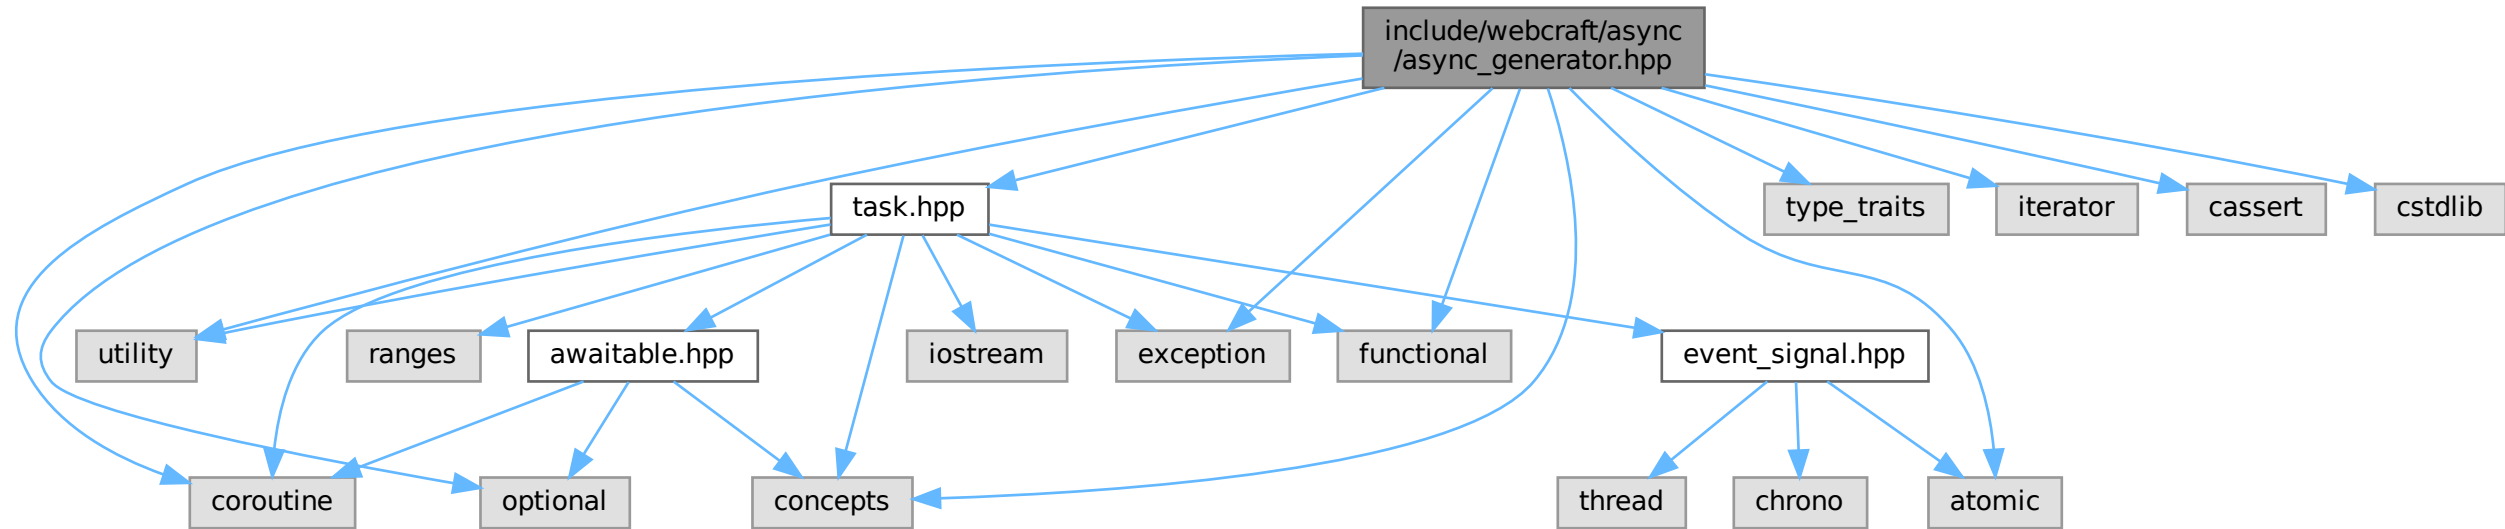 include/webcraft/async
/async_generator.hpp
task.hpp
type_traits
iterator
cassert
cstdlib
utility
ranges
awaitable.hpp
iostream
exception
functional
event_signal.hpp
coroutine
optional
concepts
thread
chrono
atomic